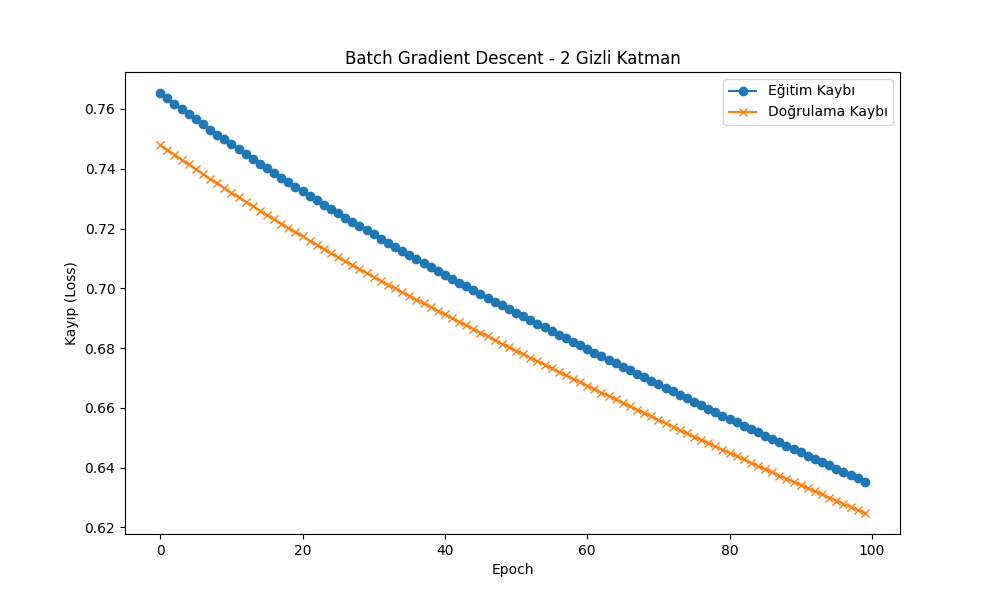 Batch Gradient Descent - 2 Gizli Katman
Eğitim Kaybı
Doğrulama Kaybı
Kayıp (Loss)
0.76
0.74
0.72
0.70
0.68
0.66
0.64
0.62
0 20 40 60 80 100
Epoch